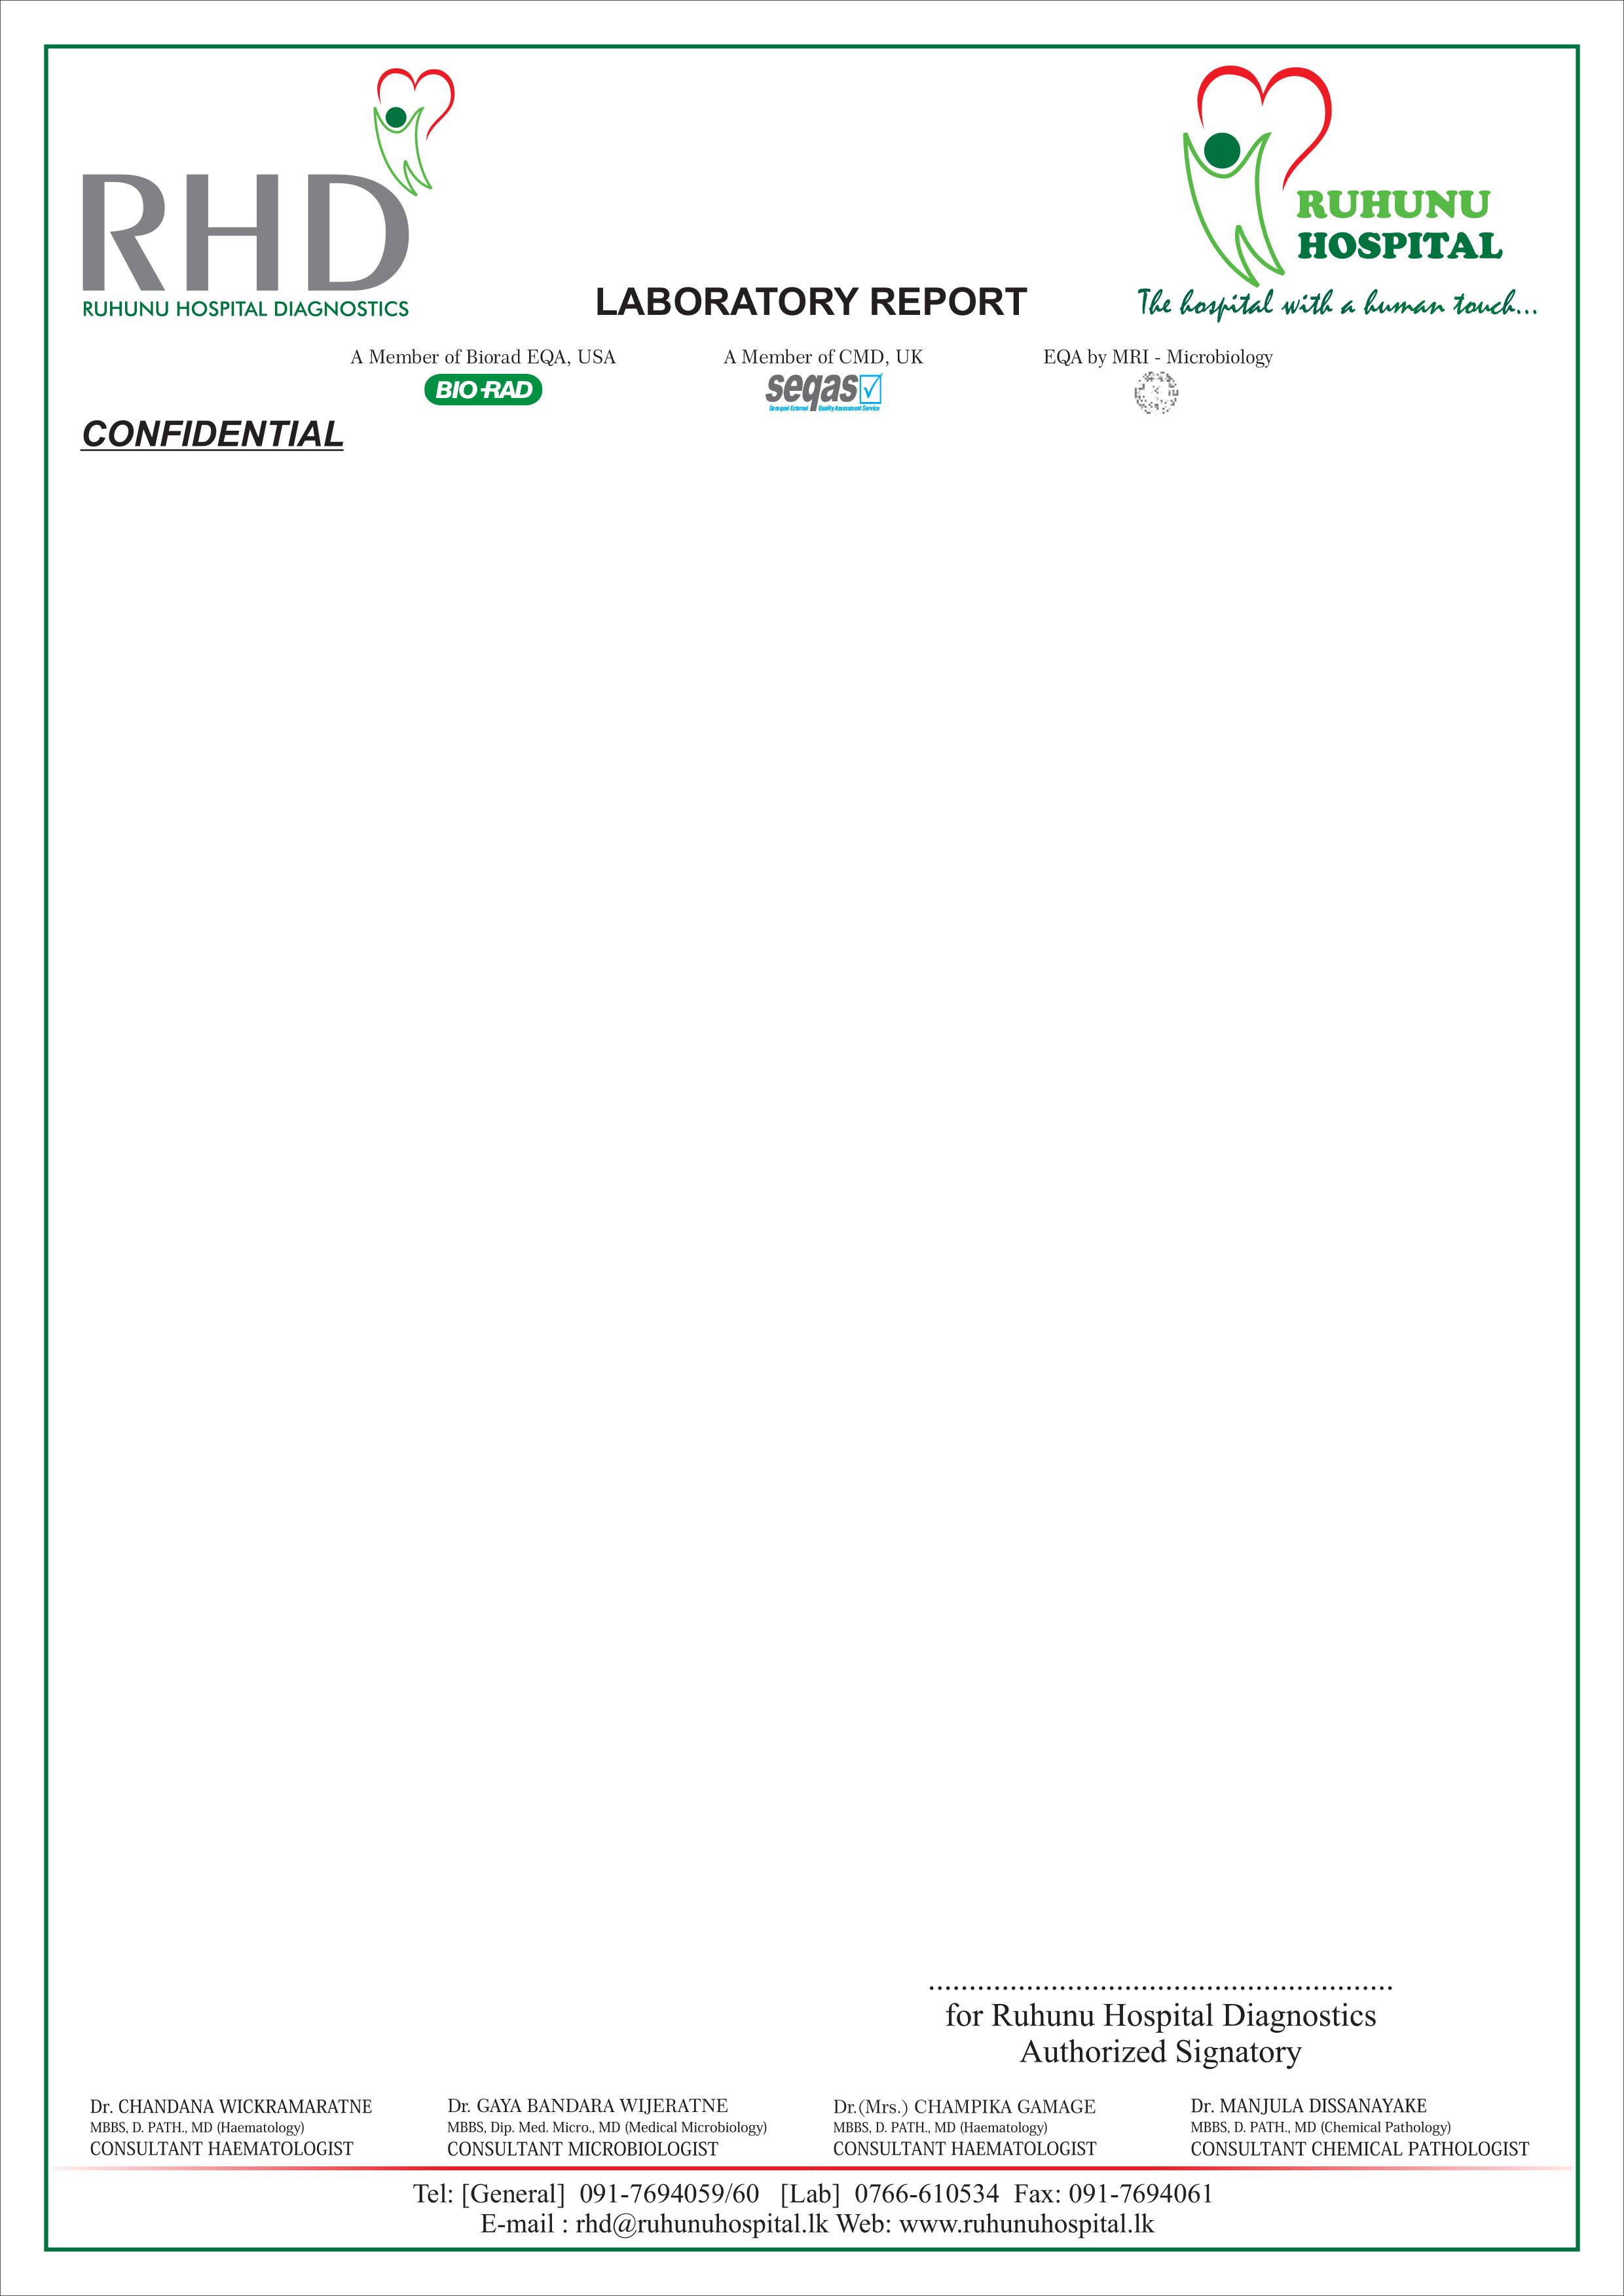 RHD
RUHUNU HOSPITAL DIAGNOSTICS
RUHUNU
HOSPITAL
The hospital with a human touch...
LABORATORY REPORT
A Member of Biorad EQA, USA
BIO-RAD
A Member of CMD, UK
seqas
Semqual External Quality Assessment Service
EQA by MRI - Microbiology
CONFIDENTIAL
........................................................
for Ruhunu Hospital Diagnostics
Authorized Signatory
Dr. CHANDANA WICKRAMARATNE
MBBS, D. PATH., MD (Haematology)
CONSULTANT HAEMATOLOGIST
Dr. GAYA BANDARA WIJERATNE
MBBS, Dip. Med. Micro., MD (Medical Microbiology)
CONSULTANT MICROBIOLOGIST
Dr.(Mrs.) CHAMPIKA GAMAGE
MBBS, D. PATH., MD (Haematology)
CONSULTANT HAEMATOLOGIST
Dr. MANJULA DISSANAYAKE
MBBS, D. PATH., MD (Chemical Pathology)
CONSULTANT CHEMICAL PATHOLOGIST
Tel: [General] 091-7694059/60 [Lab] 0766-610534 Fax: 091-7694061
E-mail : rhd@ruhunuhospital.lk Web: www.ruhunuhospital.lk